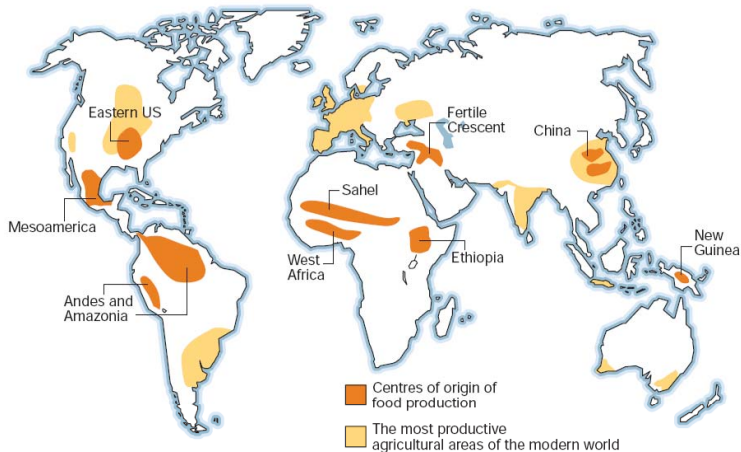 Eastern US
Fertile
Crescent
China
Sahel
Mesoamerica
West
Africa
Ethiopia
New
Guinea
Andes and
Amazonia
Centres of origin of
food production
The most productive
agricultural areas of the modern world